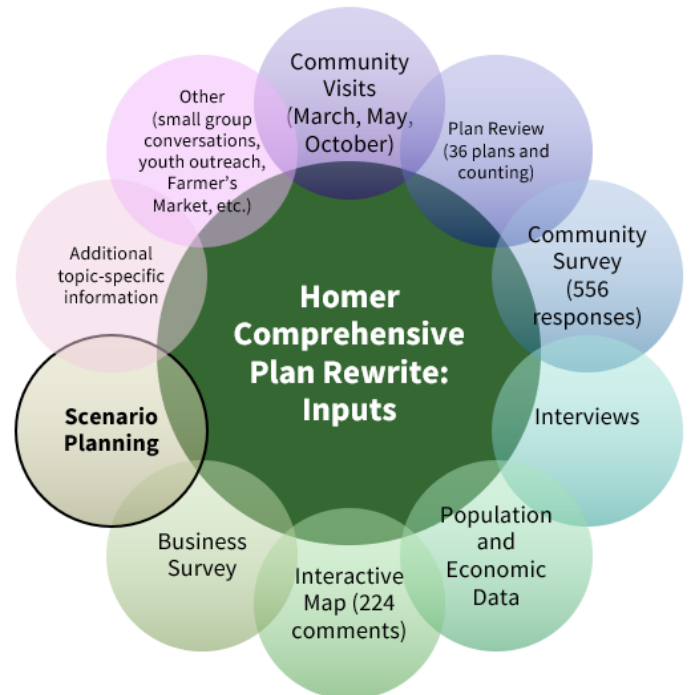 Homer
Comprehensive
Plan Rewrite:
Inputs
Community
Visits
(March, May,
October)
Plan Review
(36 plans and
counting)
Community
Survey
(556
responses)
Interviews
Population
and
Economic
Data
Interactive
Map (224
comments)
Business
Survey
Scenario
Planning
Additional
topic-specific
information
Other
(small group
conversations,
youth outreach,
Farmer's
Market, etc.)